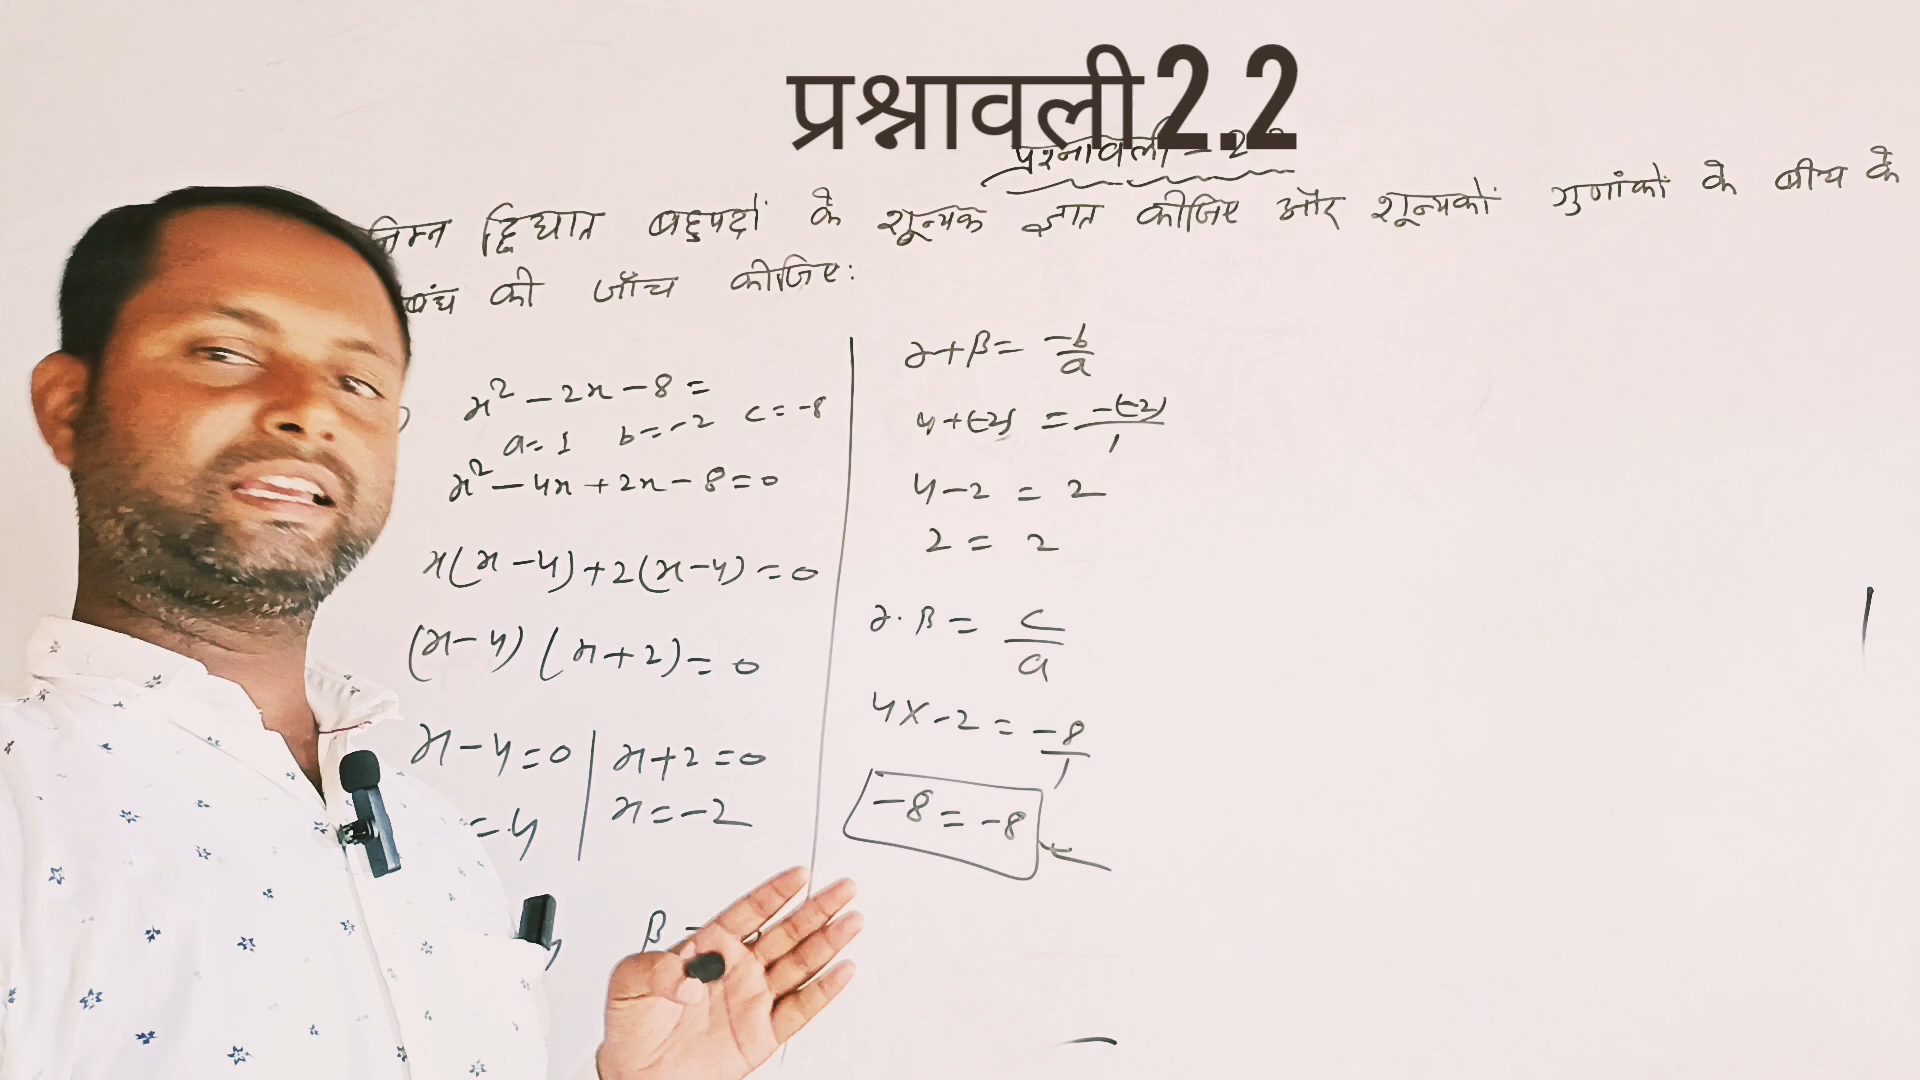 प्रश्नावली 2.2
प्रश्नावली - 2
निम्न द्विघात बहुपदों के शून्यक ज्ञात कीजिए और शून्यकों गुणांकों के बीच के
बंध की जाँच कीजिए:
x² - 2x - 8 =
a = 1 b = -2 c = -8
x² - 4x + 2x - 8 = 0
x(x - 4) + 2(x - 4) = 0
(x - 4) (x + 2) = 0
x - 4 = 0 | x + 2 = 0
= 4 x = -2
β =
α + β = -b/a
4 + (-2) = -(-2)/1
4 - 2 = 2
2 = 2
α · β = c/a
4 × -2 = -8/1
-8 = -8